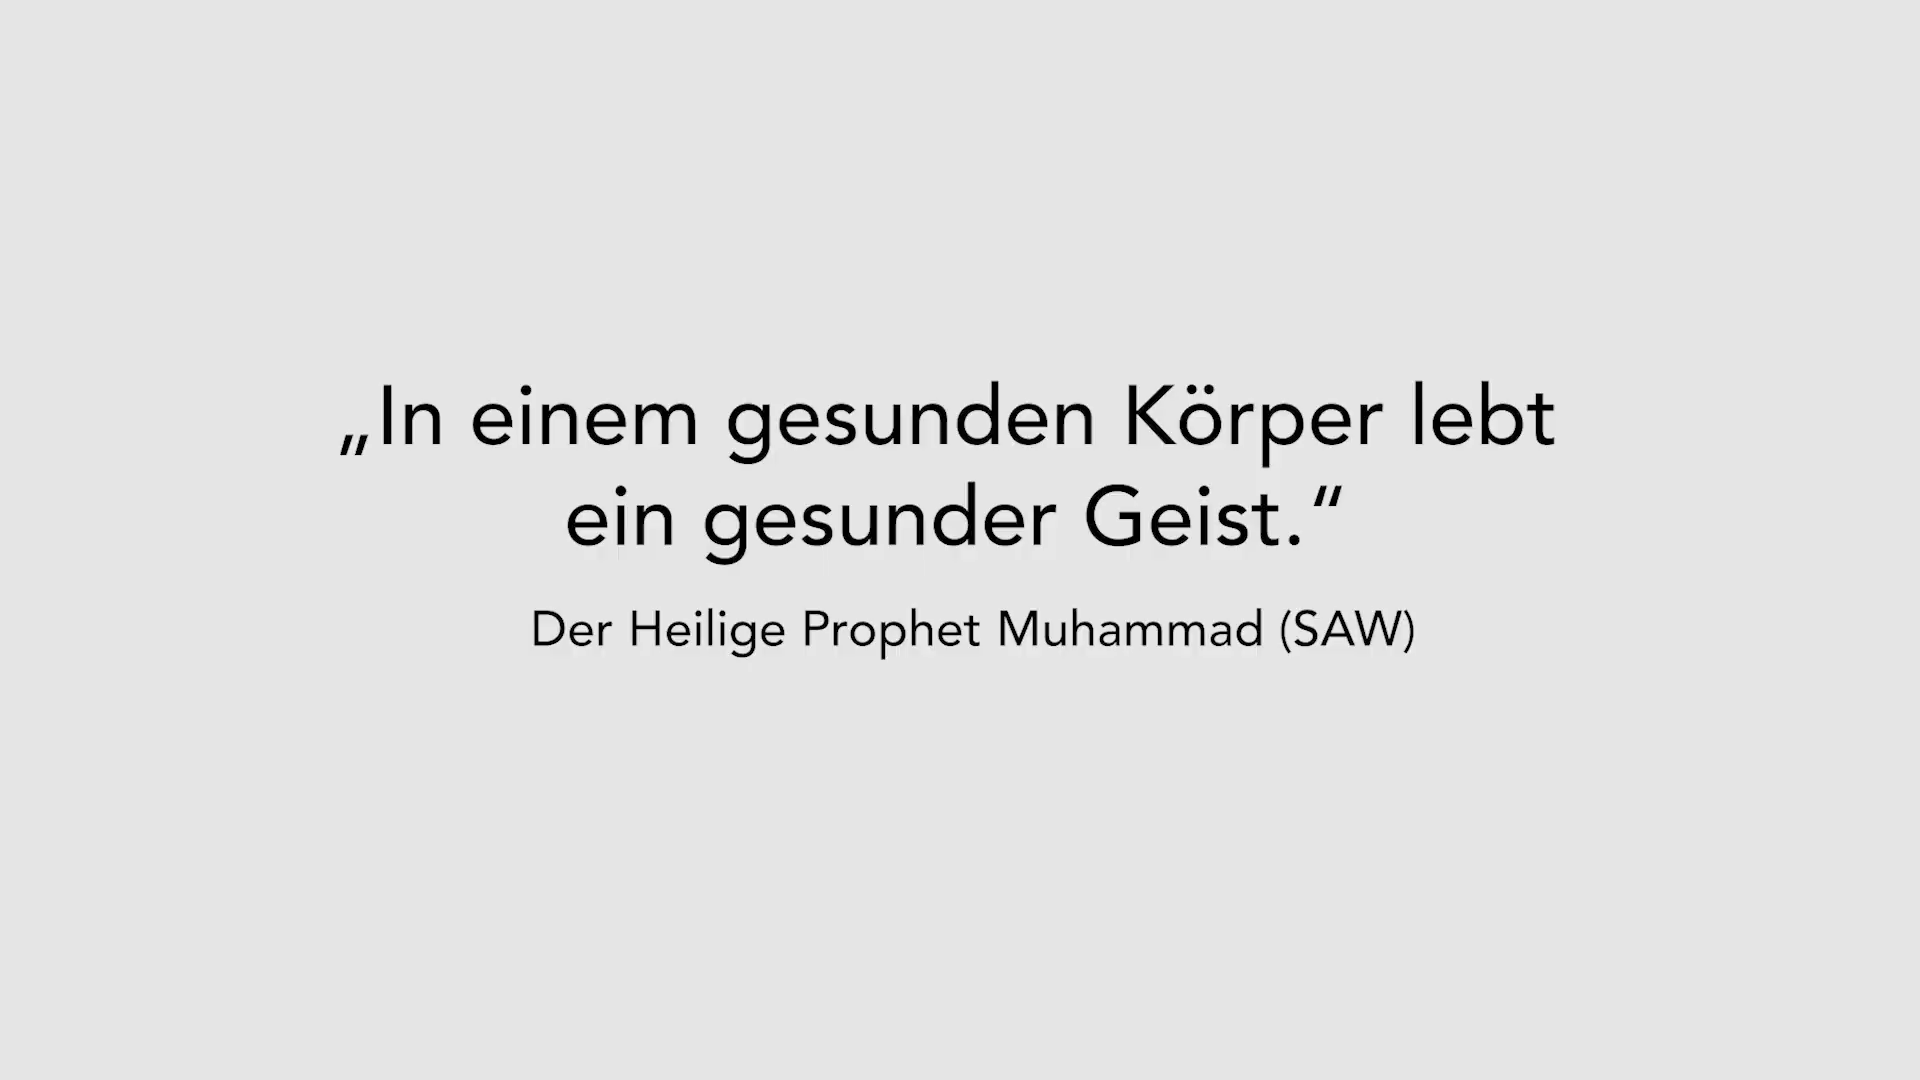 „In einem gesunden Körper lebt
ein gesunder Geist.“
Der Heilige Prophet Muhammad (SAW)